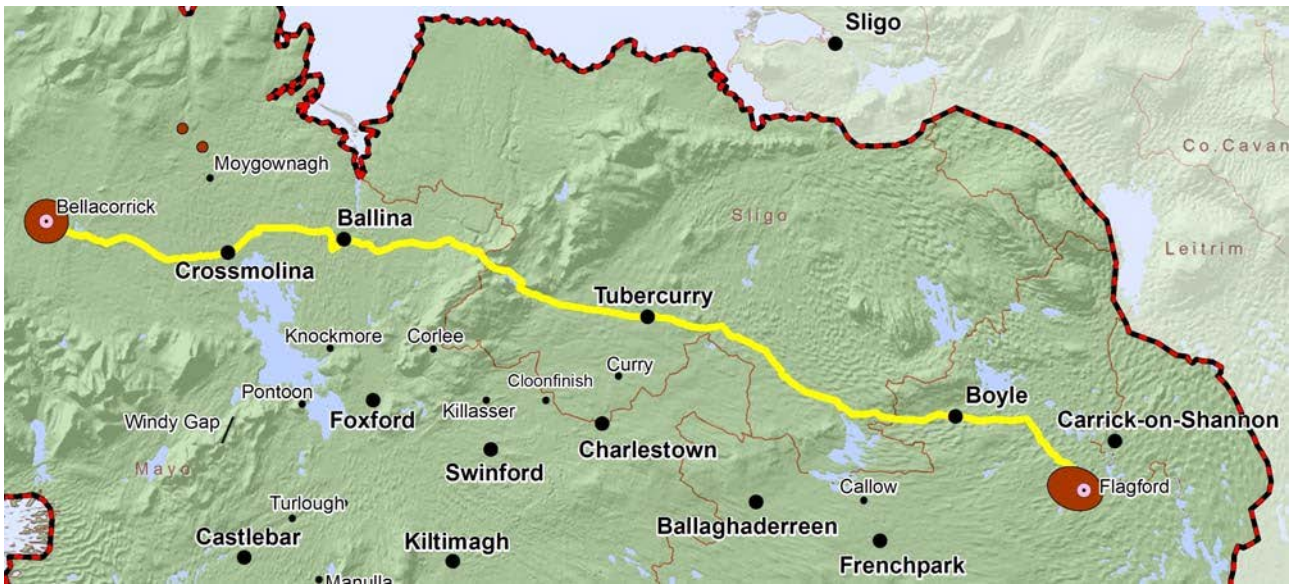 Sligo
Co.Cavan
Moygownagh
Bellacorrick
Ballina
Sligo
Leitrim
Crossmolina
Tubercurry
Knockmore
Corlee
Curry
Cloonfinish
Pontoon
Killasser
Foxford
Boyle
Windy Gap
Carrick-on-Shannon
Charlestown
Swinford
Mayo
Callow
Flagford
Turlough
Ballaghaderreen
Castlebar
Kiltimagh
Frenchpark
Manulla